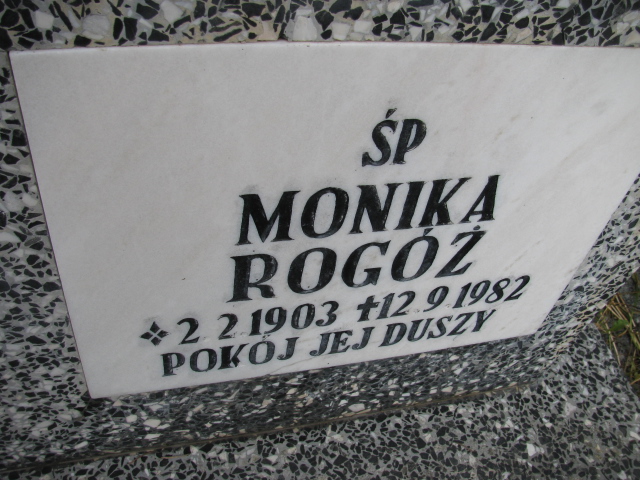 ŚP
MONIKA
ROGÓŻ
❖ 2 2 1903 ✝ 12 9 1982
POKÓJ JEJ DUSZY